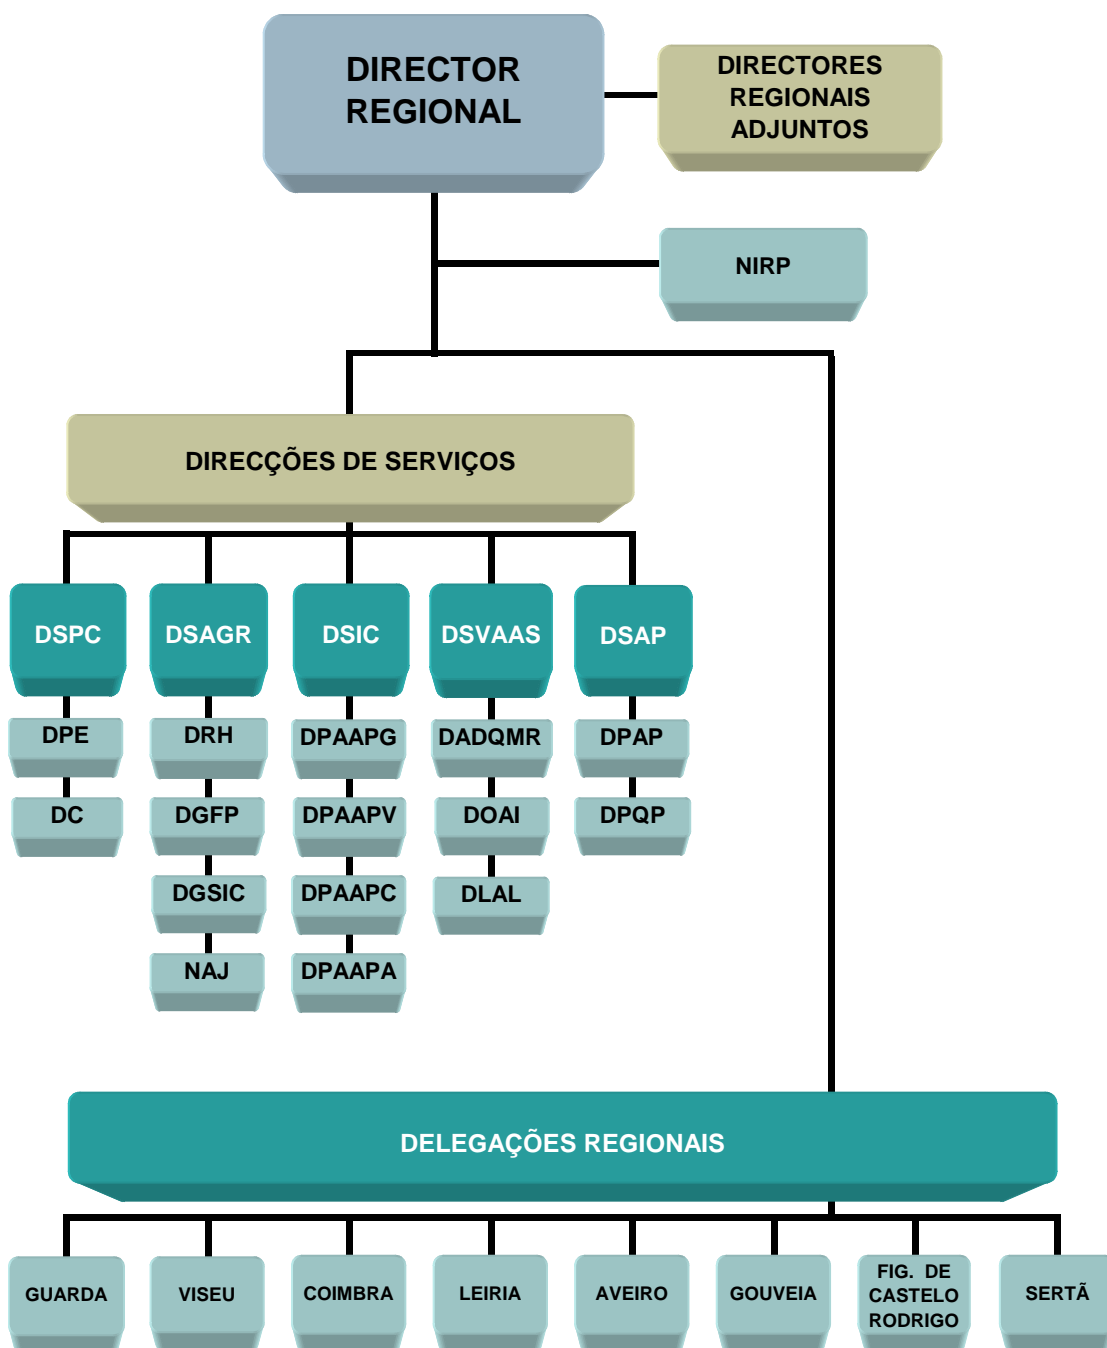 DIRECTOR
REGIONAL
DIRECTORES
REGIONAIS
ADJUNTOS
NIRP
DIRECÇÕES DE SERVIÇOS
DSPC
DSAGR
DSIC
DSVAAS
DSAP
DPE
DRH
DPAAPG
DADQMR
DPAP
DC
DGFP
DPAAPV
DOAI
DPQP
DGSIC
DPAAPC
DLAL
NAJ
DPAAPA
DELEGAÇÕES REGIONAIS
GUARDA
VISEU
COIMBRA
LEIRIA
AVEIRO
GOUVEIA
FIG. DE
CASTELO
RODRIGO
SERTÃ